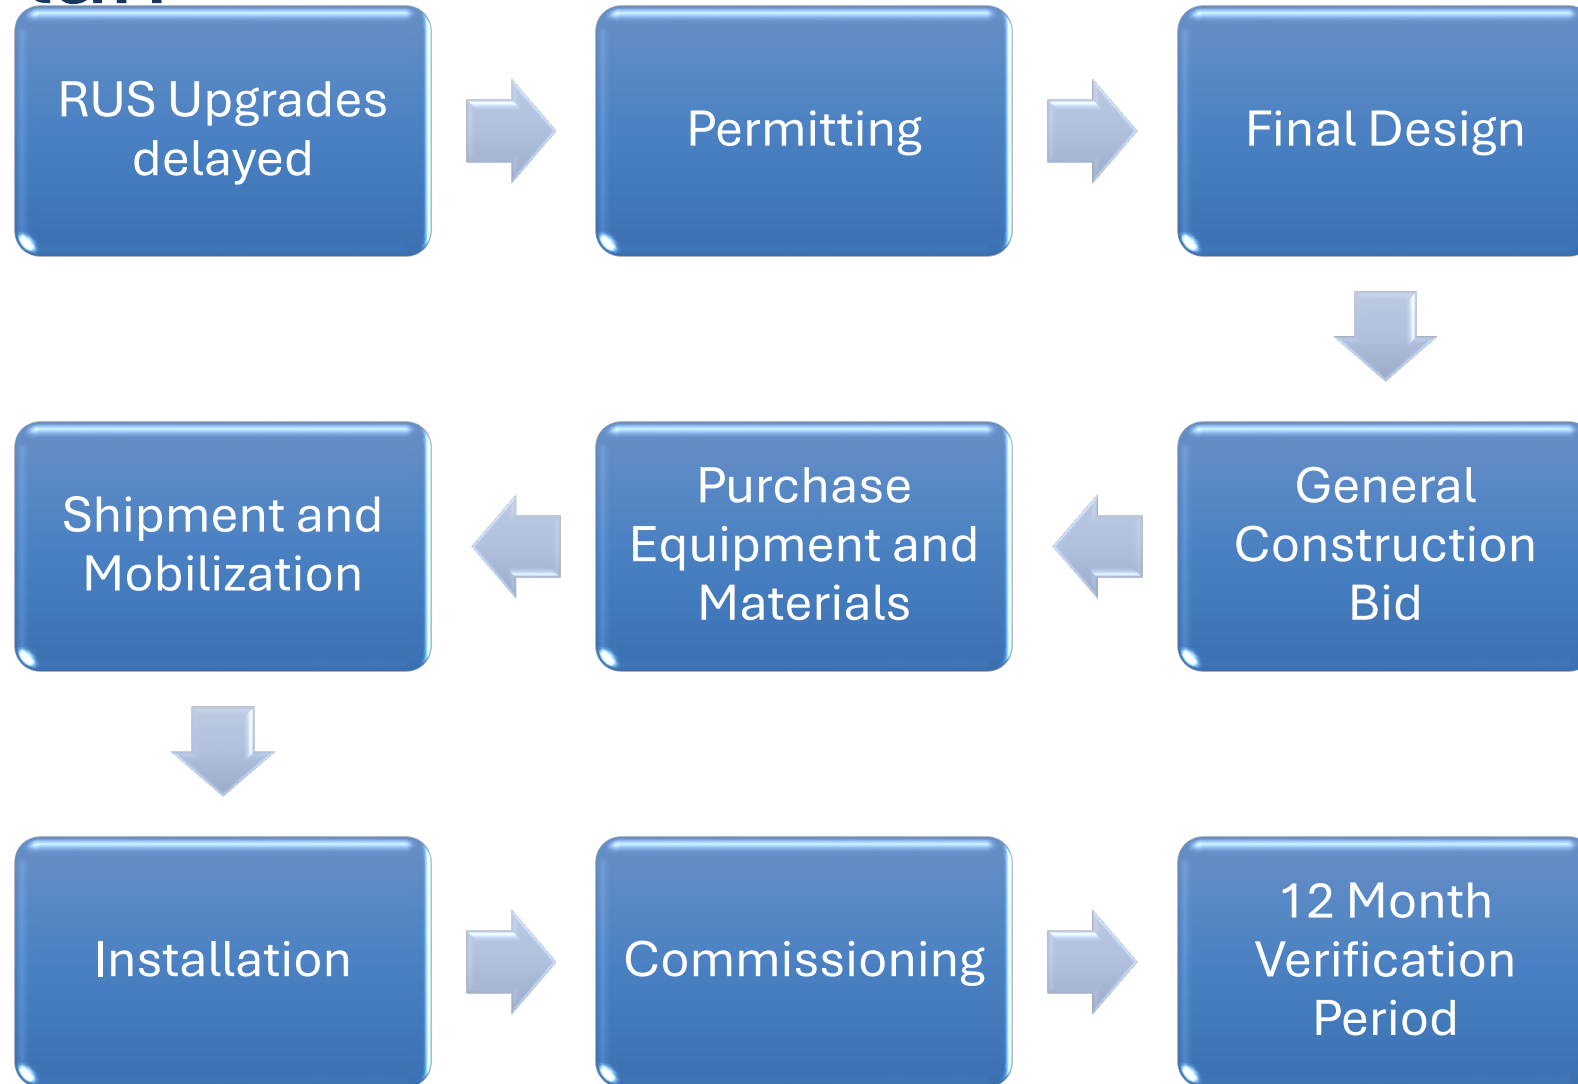 RUS Upgrades
delayed
Permitting
Final Design
General
Construction
Bid
Purchase
Equipment and
Materials
Shipment and
Mobilization
Installation
Commissioning
12 Month
Verification
Period